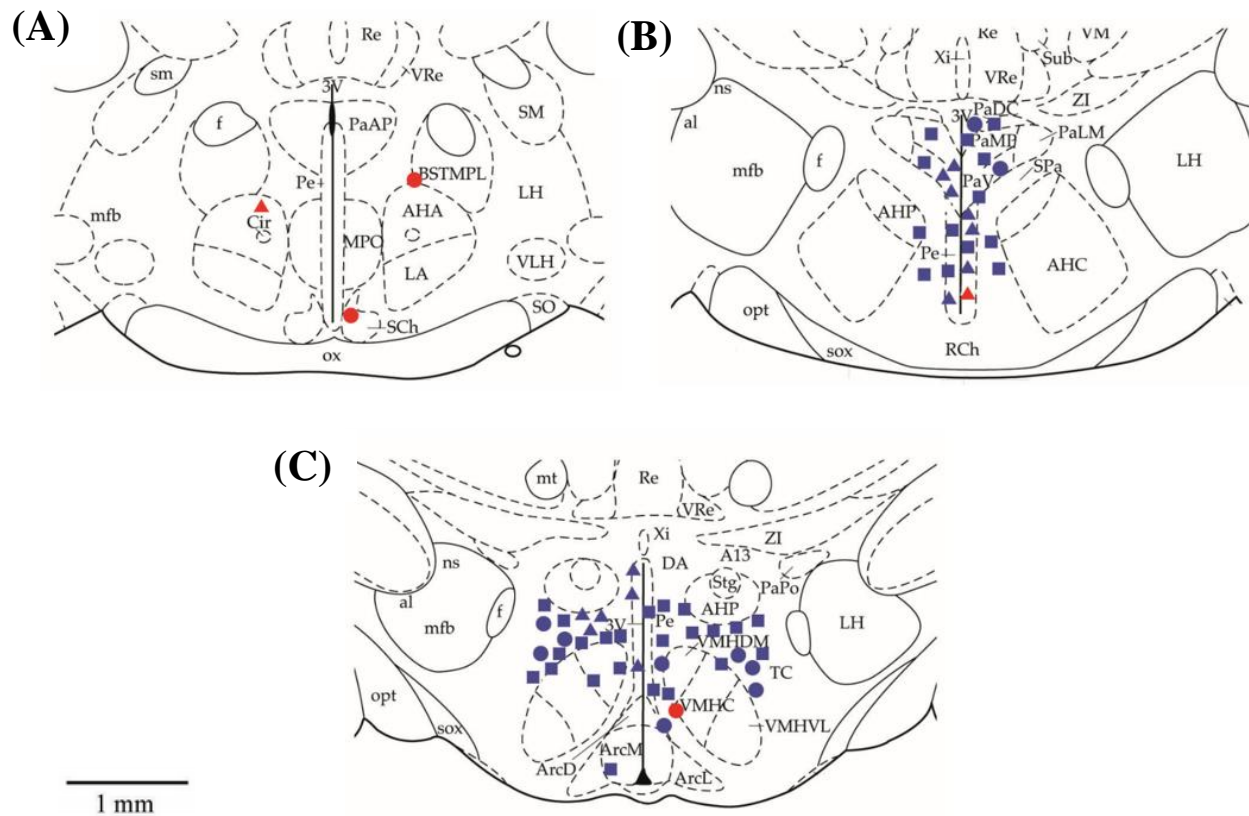 (A)
Re
sm
VRe
3V
SM
f
PaAP
BSTMPL
Pe
LH
mfb
Cir
AHA
MPO
LA
VLH
SO
SCh
ox
(B)
Re
VM
Xi
Sub
VRe
ns
ZI
al
3V
PaDC
PaMP
PaLM
f
SPa
LH
mfb
PaV
AHP
Pe
AHC
opt
sox
RCh
(C)
mt
Re
VRe
Xi
ZI
A13
ns
DA
Stg
PaPo
al
AHP
f
mfb
3V
Pe
LH
VMHDM
TC
opt
VMHC
sox
VMHVL
ArcM
ArcD
ArcL
1 mm